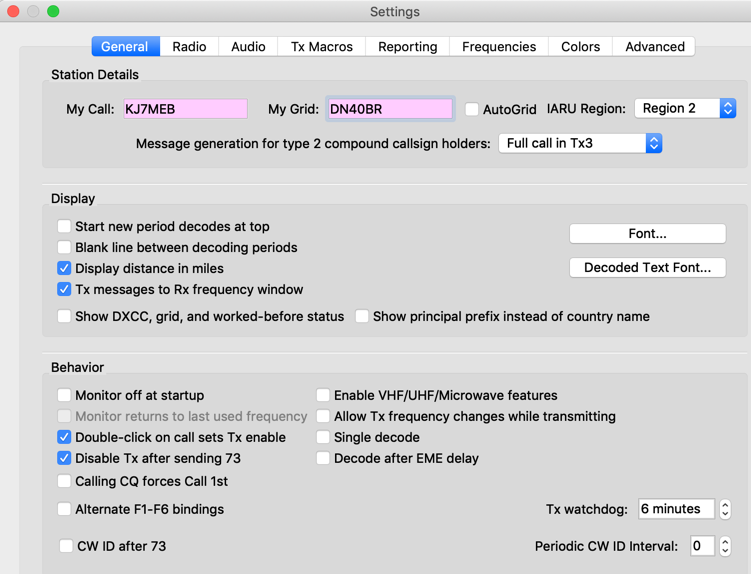 Settings
General Radio Audio Tx Macros Reporting Frequencies Colors Advanced
Station Details
My Call: KJ7MEB My Grid: DN40BR AutoGrid IARU Region: Region 2
Message generation for type 2 compound callsign holders: Full call in Tx3
Display
Start new period decodes at top
Font...
Blank line between decoding periods
Display distance in miles
Decoded Text Font...
Tx messages to Rx frequency window
Show DXCC, grid, and worked-before status Show principal prefix instead of country name
Behavior
Monitor off at startup Enable VHF/UHF/Microwave features
Monitor returns to last used frequency Allow Tx frequency changes while transmitting
Double-click on call sets Tx enable Single decode
Disable Tx after sending 73 Decode after EME delay
Calling CQ forces Call 1st
Alternate F1-F6 bindings Tx watchdog: 6 minutes
CW ID after 73 Periodic CW ID Interval: 0